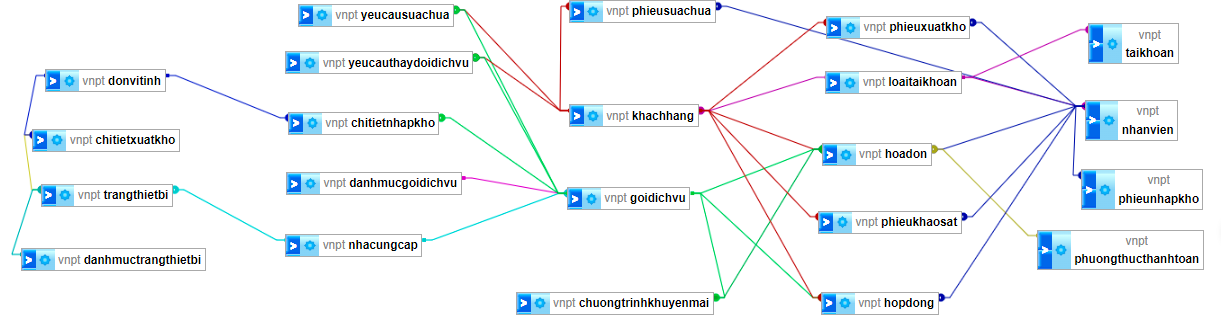 vnpt yeucausuachua
vnpt phieusuachua
vnpt phieuxuatkho
vnpt
taikhoan
vnpt yeucauthaydoidichvu
vnpt donvitinh
vnpt loaitaikhoan
vnpt khachhang
vnpt chitietnhapkho
vnpt
nhanvien
vnpt chitietxuatkho
vnpt hoadon
vnpt danhmucgoidichvu
vnpt trangthietbi
vnpt goidichvu
vnpt
phieunhapkho
vnpt phieukhaosat
vnpt nhacungcap
vnpt
phuongthucthanhtoan
vnpt danhmuctrangthietbi
vnpt chuongtrinhkhuyenmai
vnpt hopdong